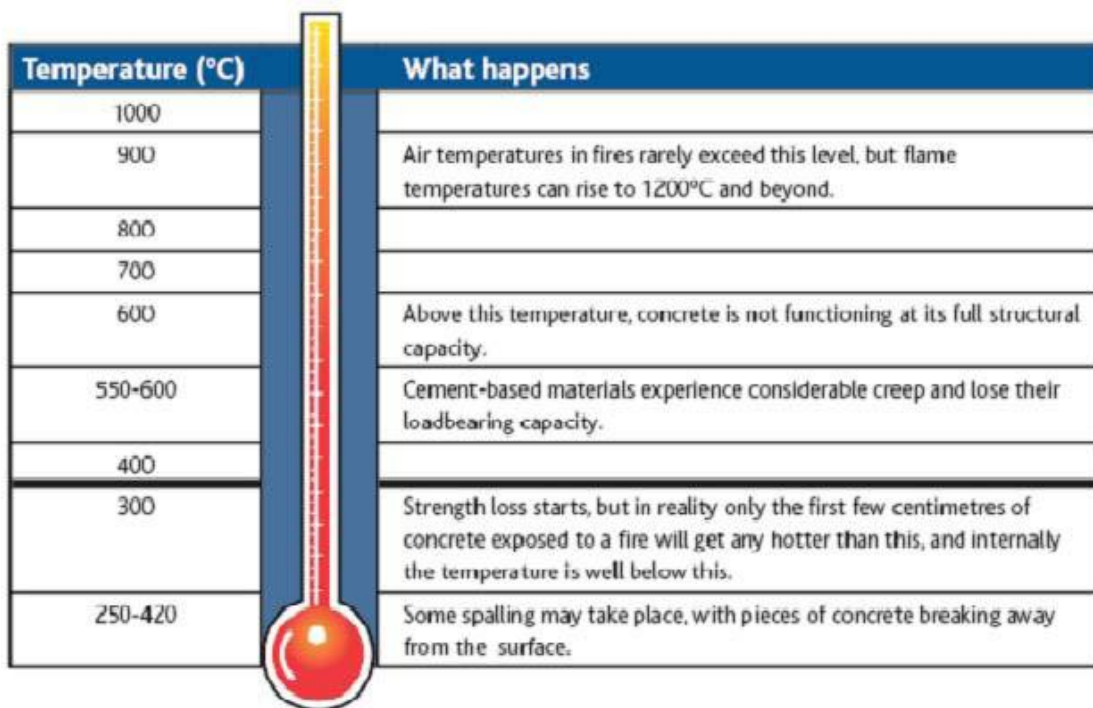 Temperature (°C) What happens
1000
900 Air temperatures in fires rarely exceed this level, but flame
temperatures can rise to 1200°C and beyond.
800
700
600 Above this temperature, concrete is not functioning at its full structural
capacity.
550-600 Cement-based materials experience considerable creep and lose their
loadbearing capacity.
400
300 Strength loss starts, but in reality only the first few centimetres of
concrete exposed to a fire will get any hotter than this, and internally
the temperature is well below this.
250-420 Some spalling may take place, with pieces of concrete breaking away
from the surface.